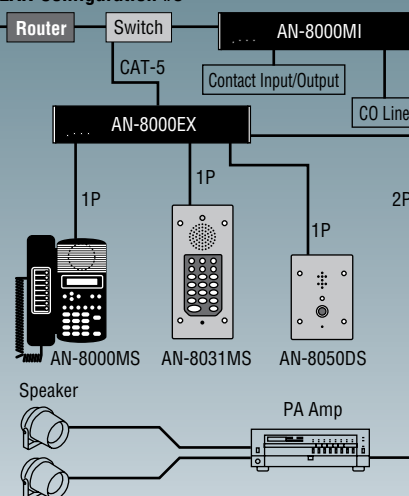 Router
Switch
AN-8000MI
CAT-5
Contact Input/Output
CO Line
AN-8000EX
1P
1P
1P
2P
AN-8000MS
AN-8031MS
AN-8050DS
Speaker
PA Amp